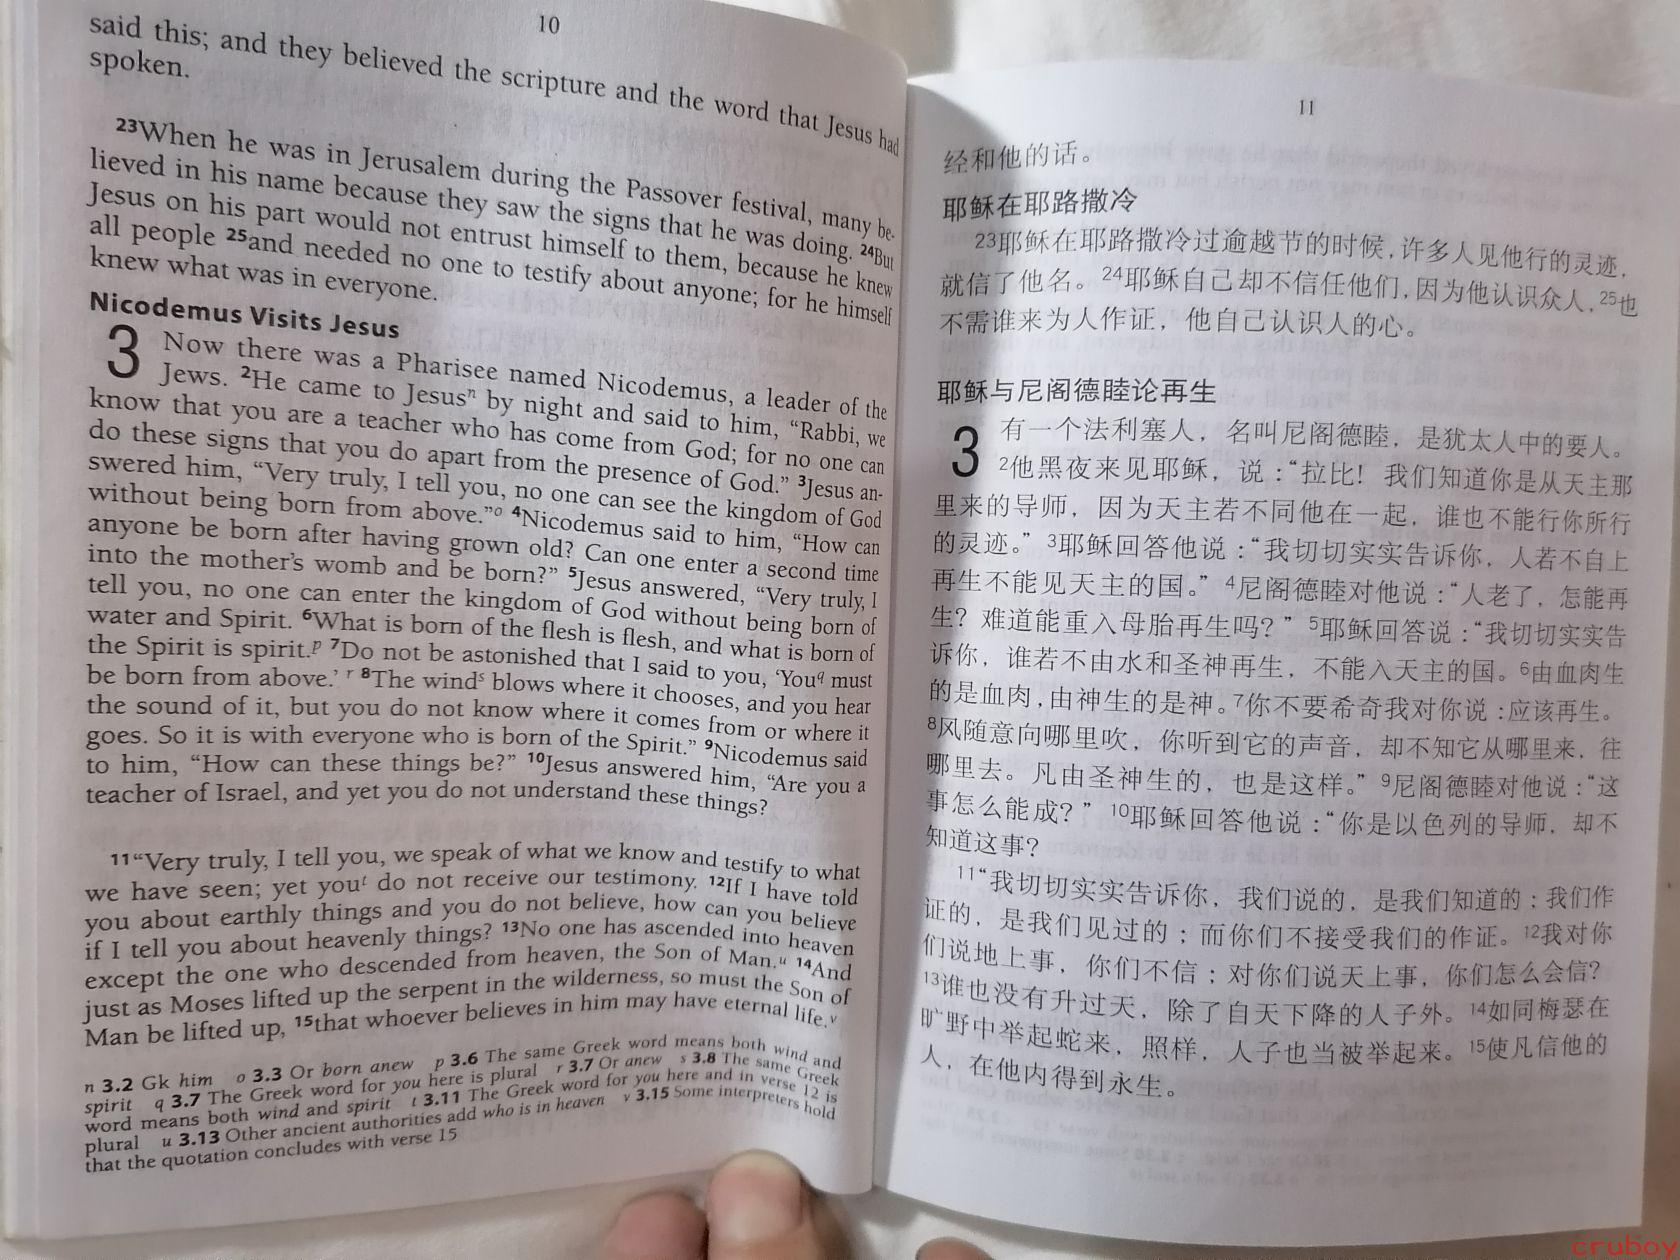 10
said this; and they believed the scripture and the word that Jesus had
spoken.
23When he was in Jerusalem during the Passover festival, many be-
lieved in his name because they saw the signs that he was doing. 24But
Jesus on his part would not entrust himself to them, because he knew
all people 25and needed no one to testify about anyone; for he himself
knew what was in everyone.
Nicodemus Visits Jesus
3 Now there was a Pharisee named Nicodemus, a leader of the
Jews. 2He came to Jesusn by night and said to him, “Rabbi, we
know that you are a teacher who has come from God; for no one can
do these signs that you do apart from the presence of God.” 3Jesus an-
swered him, “Very truly, I tell you, no one can see the kingdom of God
without being born from above.”o 4Nicodemus said to him, “How can
anyone be born after having grown old? Can one enter a second time
into the mother’s womb and be born?” 5Jesus answered, “Very truly, I
tell you, no one can enter the kingdom of God without being born of
water and Spirit. 6What is born of the flesh is flesh, and what is born of
the Spirit is spirit.p 7Do not be astonished that I said to you, ‘Youq must
be born from above.’ r 8The winds blows where it chooses, and you hear
the sound of it, but you do not know where it comes from or where it
goes. So it is with everyone who is born of the Spirit.” 9Nicodemus said
to him, “How can these things be?” 10Jesus answered him, “Are you a
teacher of Israel, and yet you do not understand these things?
11“Very truly, I tell you, we speak of what we know and testify to what
we have seen; yet yout do not receive our testimony. 12If I have told
you about earthly things and you do not believe, how can you believe
if I tell you about heavenly things? 13No one has ascended into heaven
except the one who descended from heaven, the Son of Man.u 14And
just as Moses lifted up the serpent in the wilderness, so must the Son of
Man be lifted up, 15that whoever believes in him may have eternal life.v
n 3.2 Gk him o 3.3 Or born anew p 3.6 The same Greek word means both wind and
spirit q 3.7 The Greek word for you here is plural r 3.7 Or anew s 3.8 The same Greek
word means both wind and spirit t 3.11 The Greek word for you here and in verse 12 is
plural u 3.13 Other ancient authorities add who is in heaven v 3.15 Some interpreters hold
that the quotation concludes with verse 15
11
经和他的话。
耶稣在耶路撒冷
23耶稣在耶路撒冷过逾越节的时候，许多人见他行的灵迹，
就信了他名。24耶稣自己却不信任他们，因为他认识众人，25也
不需谁来为人作证，他自己认识人的心。
耶稣与尼阁德睦论再生
3 有一个法利塞人，名叫尼阁德睦，是犹太人中的要人。
2他黑夜来见耶稣，说：“拉比！我们知道你是从天主那
里来的导师，因为天主若不同他在一起，谁也不能行你所行
的灵迹。” 3耶稣回答他说：“我切切实实告诉你，人若不自上
再生不能见天主的国。” 4尼阁德睦对他说：“人老了，怎能再
生？难道能重入母胎再生吗？” 5耶稣回答说：“我切切实实告
诉你，谁若不由水和圣神再生，不能入天主的国。6由血肉生
的是血肉，由神生的是神。7你不要希奇我对你说：应该再生。
8风随意向哪里吹，你听到它的声音，却不知它从哪里来，往
哪里去。凡由圣神生的，也是这样。” 9尼阁德睦对他说：“这
事怎么能成？” 10耶稣回答他说：“你是以色列的导师，却不
知道这事？
11“我切切实实告诉你，我们说的，是我们知道的；我们作
证的，是我们见过的；而你们不接受我们的作证。12我对你
们说地上事，你们不信；对你们说天上事，你们怎么会信？
13谁也没有升过天，除了自天下降的人子外。14如同梅瑟在
旷野中举起蛇来，照样，人子也当被举起来。15使凡信他的
人，在他内得到永生。
cruboy